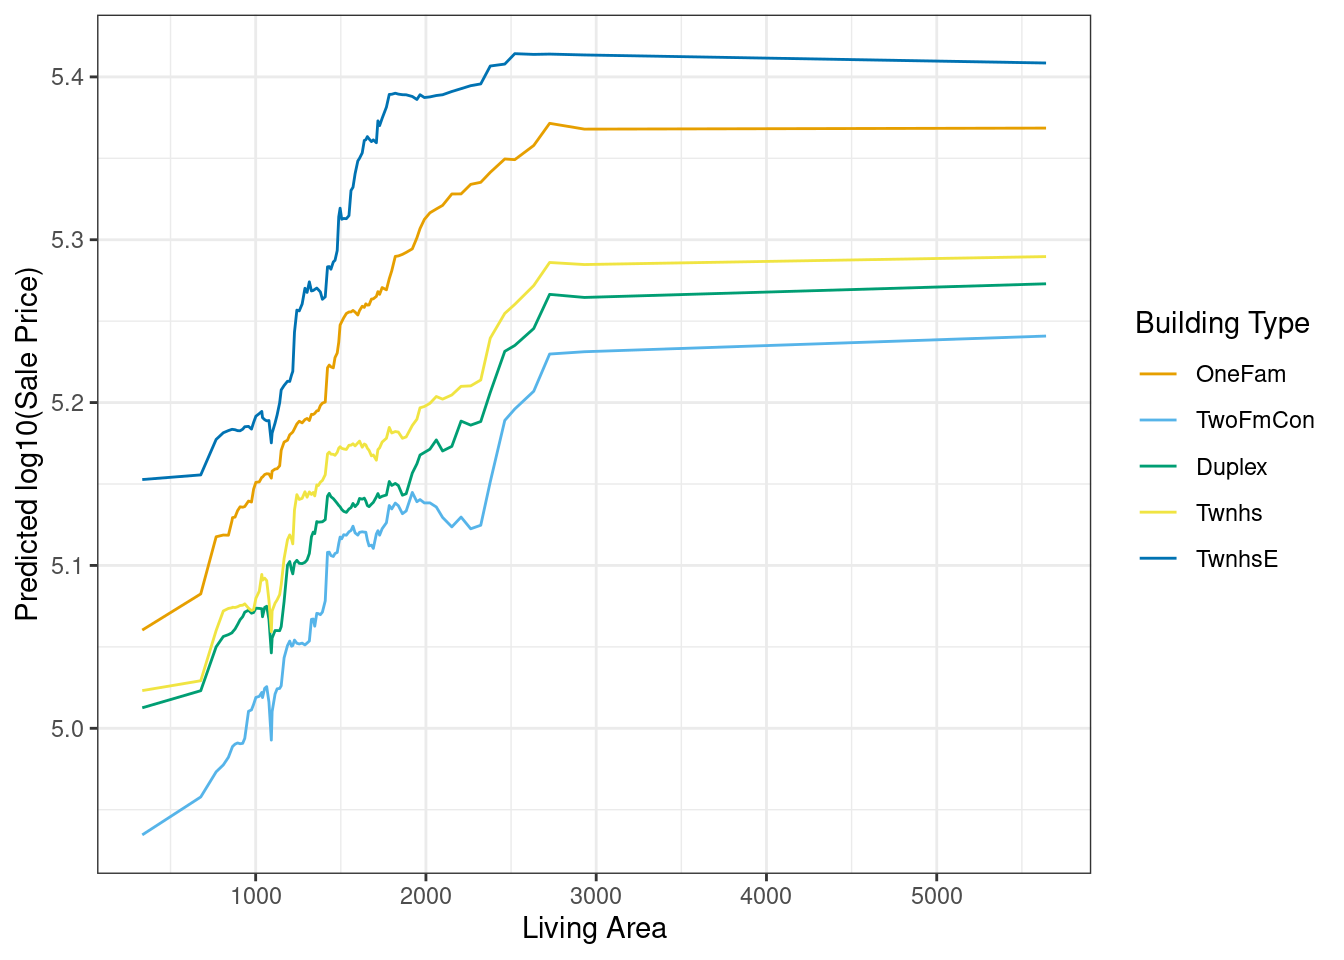 5.4
5.3
5.2
5.1
5.0
Predicted log10(Sale Price)
1000 2000 3000 4000 5000
Living Area
Building Type
OneFam
TwoFmCon
Duplex
Twnhs
TwnhsE